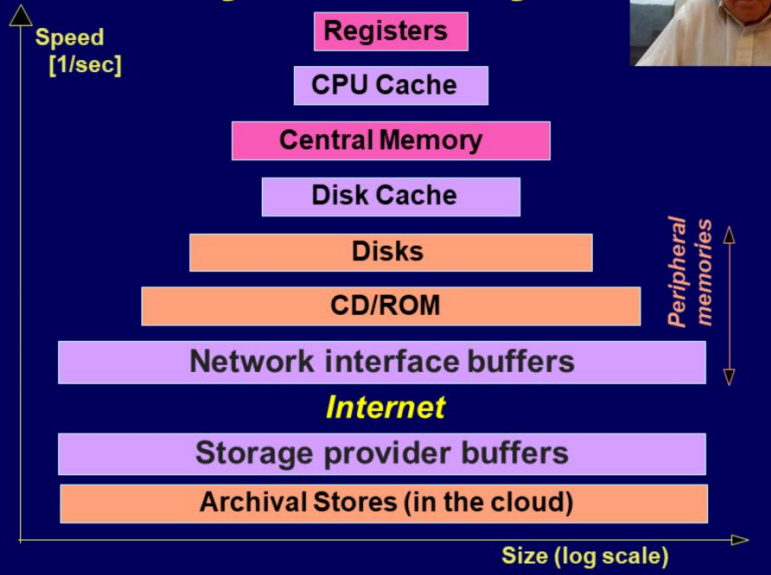 Speed
[1/sec]
Registers
CPU Cache
Central Memory
Disk Cache
Disks
CD/ROM
Peripheral
memories
Network interface buffers
Internet
Storage provider buffers
Archival Stores (in the cloud)
Size (log scale)